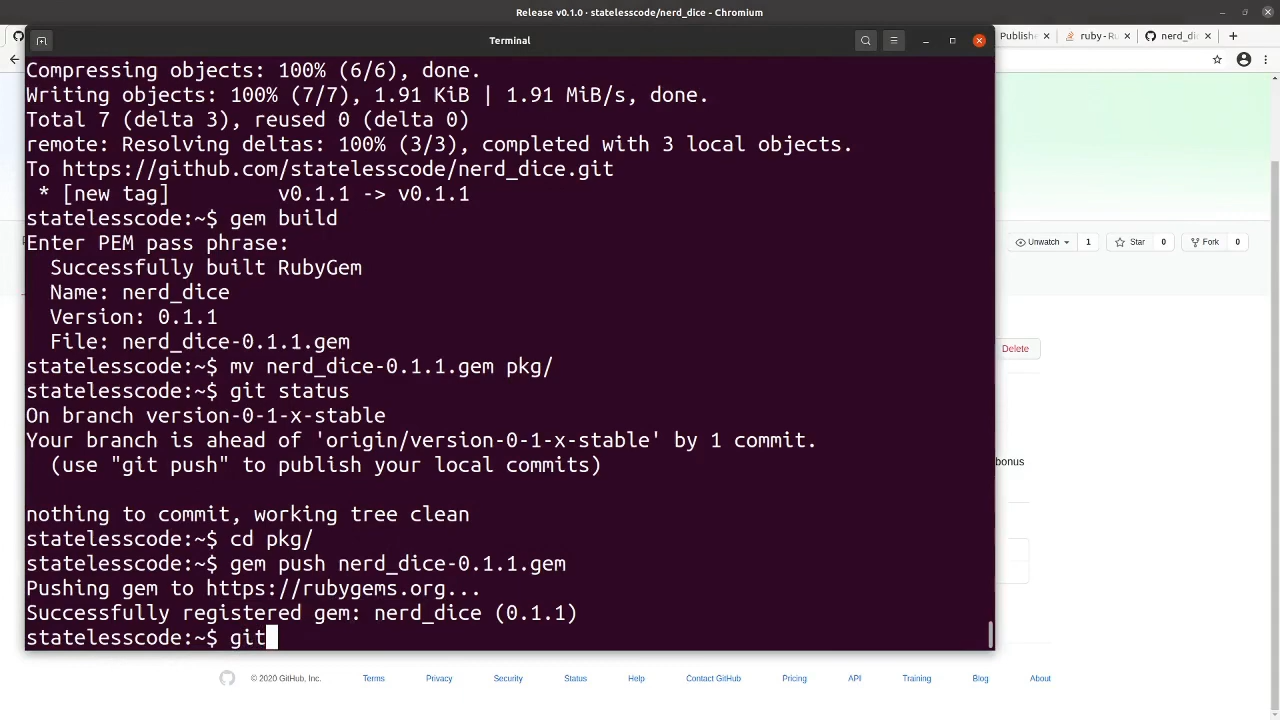 Release v0.1.0 · statelesscode/nerd_dice - Chromium
Terminal
Publishe
ruby - Ru
nerd_dic
Compressing objects: 100% (6/6), done.
Writing objects: 100% (7/7), 1.91 KiB | 1.91 MiB/s, done.
Total 7 (delta 3), reused 0 (delta 0)
remote: Resolving deltas: 100% (3/3), completed with 3 local objects.
To https://github.com/statelesscode/nerd_dice.git
 * [new tag]         v0.1.1 -> v0.1.1
statelesscode:~$ gem build
Enter PEM pass phrase:
  Successfully built RubyGem
  Name: nerd_dice
  Version: 0.1.1
  File: nerd_dice-0.1.1.gem
statelesscode:~$ mv nerd_dice-0.1.1.gem pkg/
statelesscode:~$ git status
On branch version-0-1-x-stable
Your branch is ahead of 'origin/version-0-1-x-stable' by 1 commit.
  (use "git push" to publish your local commits)
nothing to commit, working tree clean
statelesscode:~$ cd pkg/
statelesscode:~$ gem push nerd_dice-0.1.1.gem
Pushing gem to https://rubygems.org...
Successfully registered gem: nerd_dice (0.1.1)
statelesscode:~$ git
Unwatch 1 Star 0 Fork 0
Delete
bonus
© 2020 GitHub, Inc. Terms Privacy Security Status Help Contact GitHub Pricing API Training Blog About